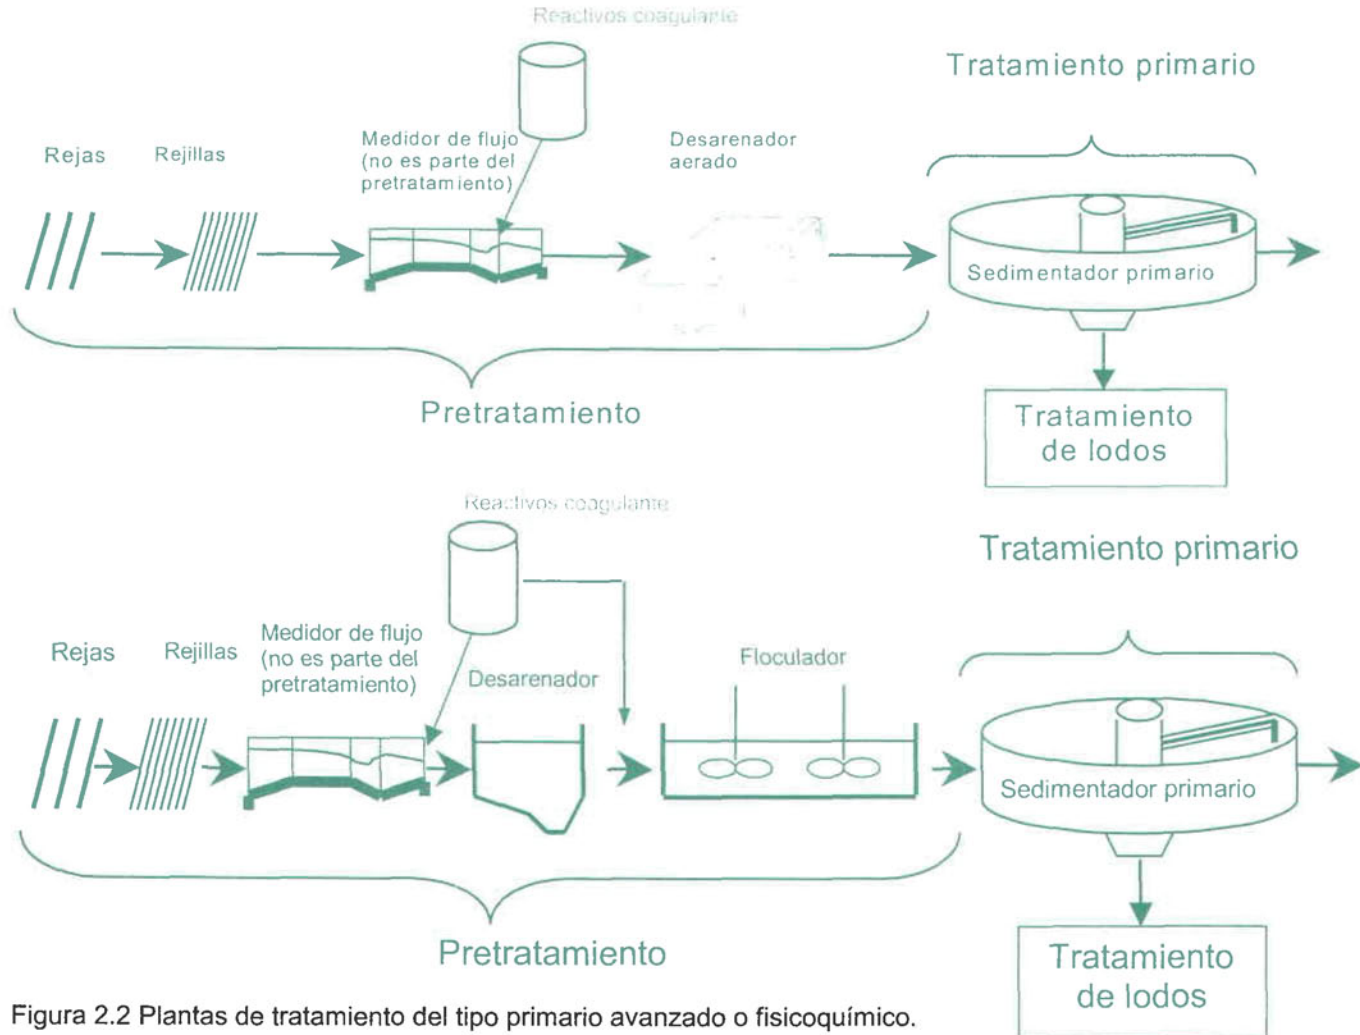 Reactivos coagulante
Tratamiento primario
Medidor de flujo
(no es parte del
pretratamiento)
Desarenador
aerado
Rejas
Rejillas
Sedimentador primario
Pretratamiento
Tratamiento
de lodos
Reactivos coagulante
Tratamiento primario
Medidor de flujo
(no es parte del
pretratamiento)
Rejas
Rejillas
Desarenador
Floculador
Sedimentador primario
Pretratamiento
Tratamiento
de lodos
Figura 2.2 Plantas de tratamiento del tipo primario avanzado o fisicoquímico.